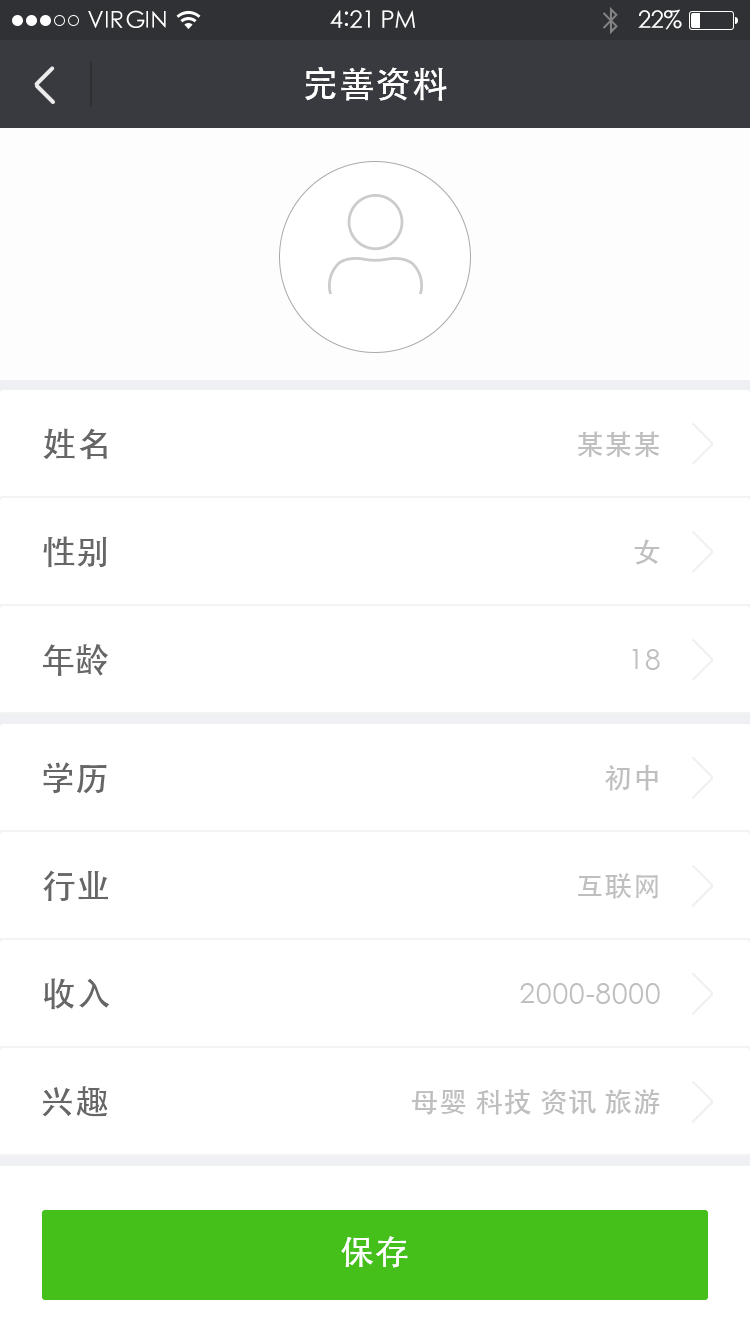 VIRGIN 4:21 PM 22%
完善资料
姓名 某某某
性别 女
年龄 18
学历 初中
行业 互联网
收入 2000-8000
兴趣 母婴 科技 资讯 旅游
保存